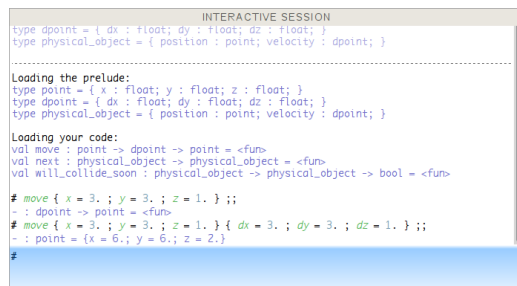 INTERACTIVE SESSION
type dpoint = { dx : float; dy : float; dz : float; }
type physical_object = { position : point; velocity : dpoint; }
Loading the prelude:
type point = { x : float; y : float; z : float; }
type dpoint = { dx : float; dy : float; dz : float; }
type physical_object = { position : point; velocity : dpoint; }
Loading your code:
val move : point -> dpoint -> point = <fun>
val next : physical_object -> physical_object = <fun>
val will_collide_soon : physical_object -> physical_object -> bool = <fun>
# move { x = 3. ; y = 3. ; z = 1. } ;;
- : dpoint -> point = <fun>
# move { x = 3. ; y = 3. ; z = 1. } { dx = 3. ; dy = 3. ; dz = 1. } ;;
- : point = {x = 6.; y = 6.; z = 2.}
#